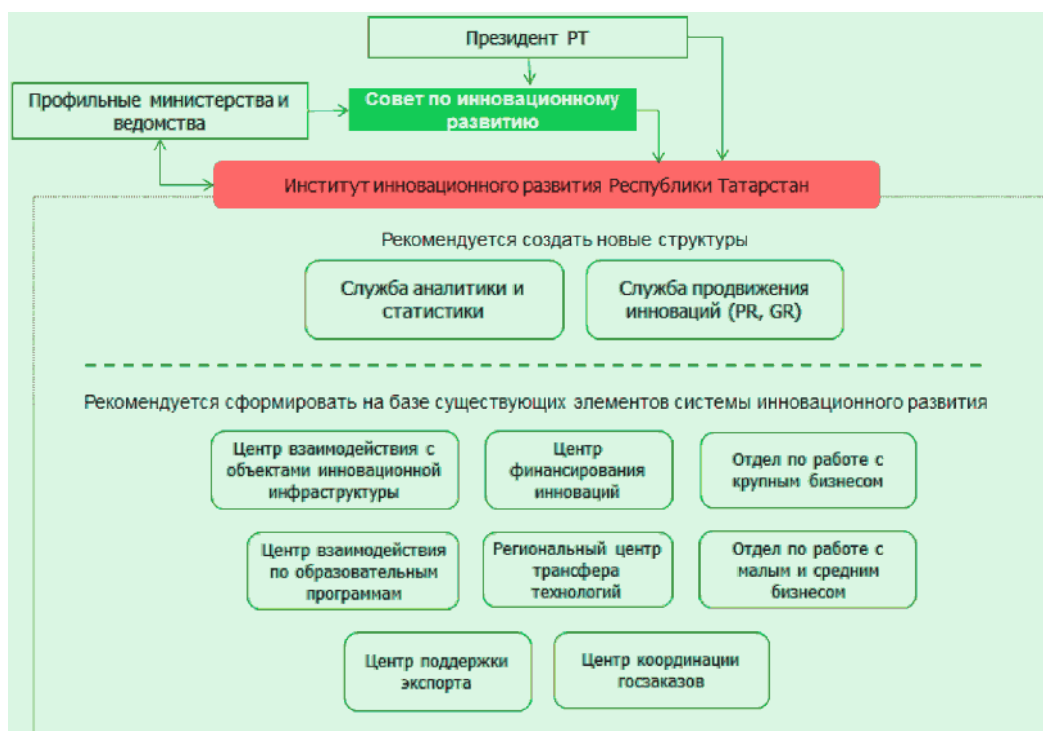 Президент РТ
Профильные министерства и
ведомства
Совет по инновационному
развитию
Институт инновационного развития Республики Татарстан
Рекомендуется создать новые структуры
Служба аналитики и
статистики
Служба продвижения
инноваций (PR, GR)
Рекомендуется сформировать на базе существующих элементов системы инновационного развития
Центр взаимодействия с
объектами инновационной
инфраструктуры
Центр
финансирования
инноваций
Отдел по работе с
крупным бизнесом
Центр взаимодействия
по образовательным
программам
Региональный центр
трансфера
технологий
Отдел по работе с
малым и средним
бизнесом
Центр поддержки
экспорта
Центр координации
госзаказов